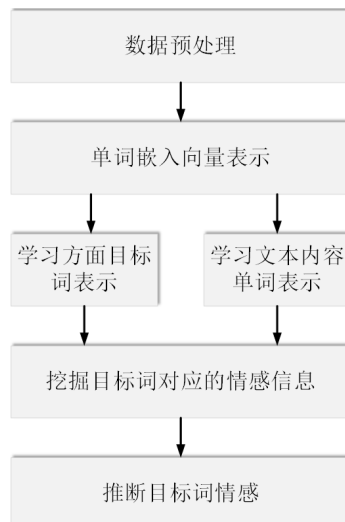 数据预处理
单词嵌入向量表示
学习方面目标
词表示
学习文本内容
单词表示
挖掘目标词对应的情感信息
推断目标词情感